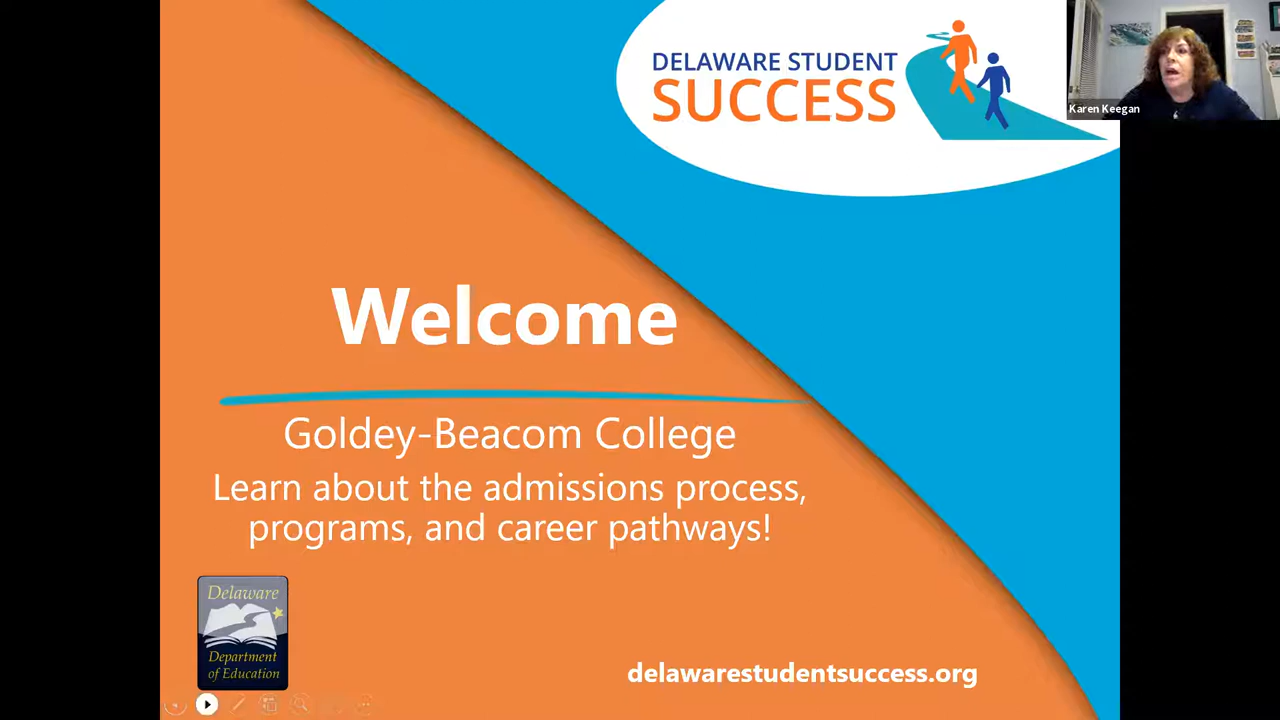 DELAWARE STUDENT
SUCCESS
Karen Keegan
Welcome
Goldey-Beacom College
Learn about the admissions process,
programs, and career pathways!
Delaware
Department
of Education
delawarestudentsuccess.org